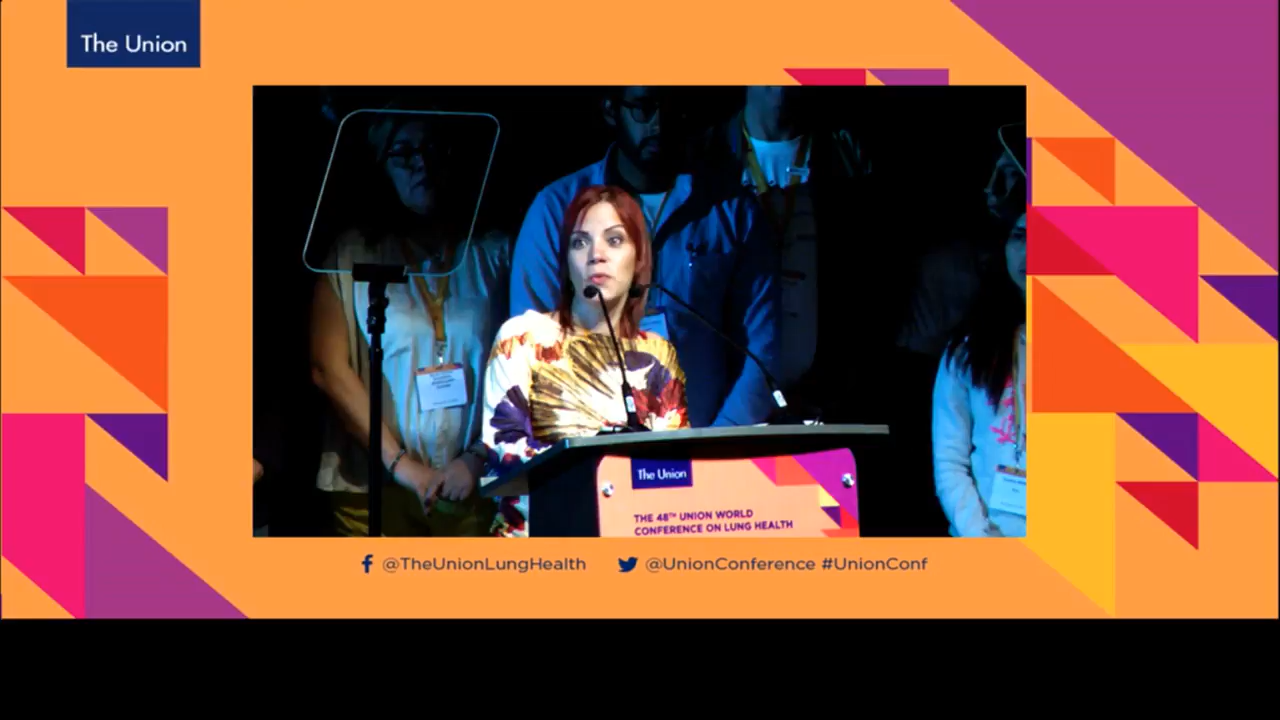 The Union
The Union
THE 48TH UNION WORLD
CONFERENCE ON LUNG HEALTH
@TheUnionLungHealth
@UnionConference #UnionConf